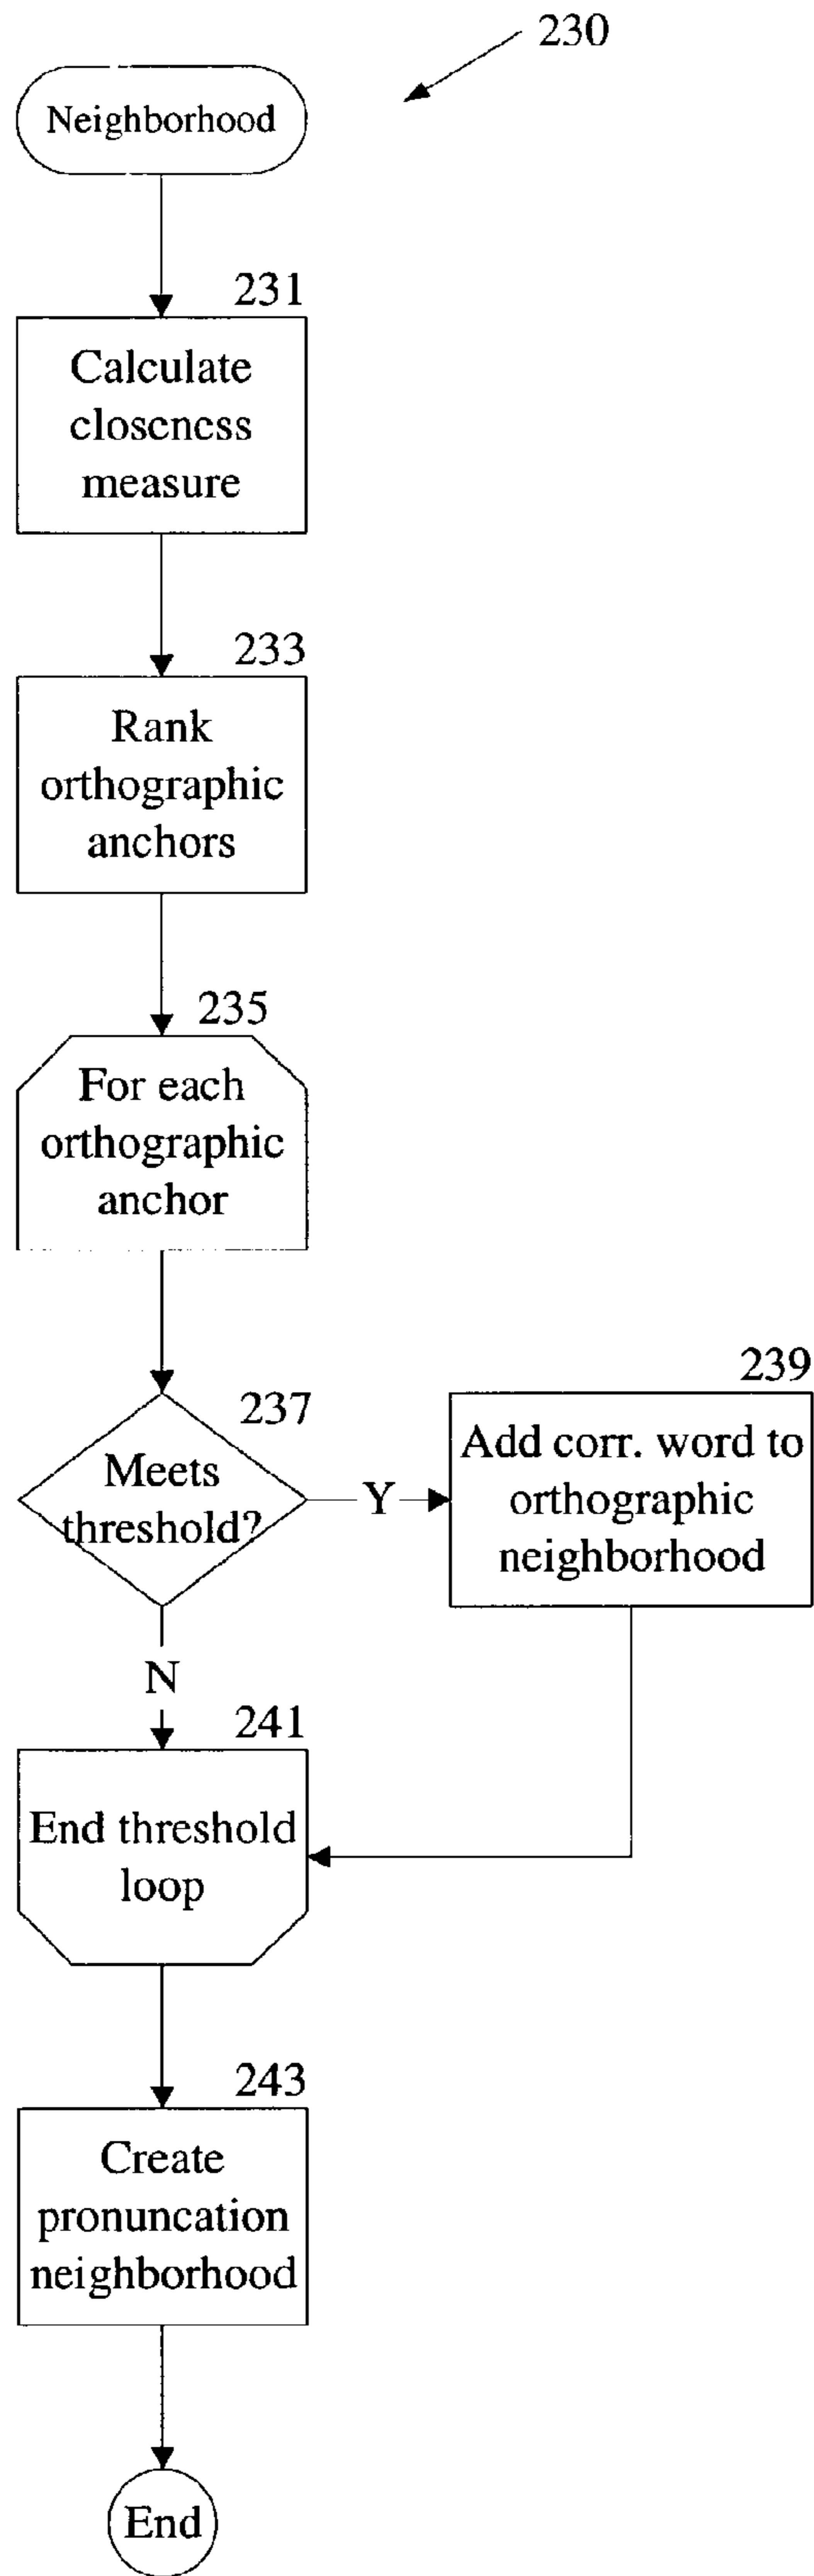 230
Neighborhood
231
Calculate
closeness
measure
233
Rank
orthographic
anchors
235
For each
orthographic
anchor
237
Meets
threshold?
Y
239
Add corr. word to
orthographic
neighborhood
N
241
End threshold
loop
243
Create
pronuncation
neighborhood
End